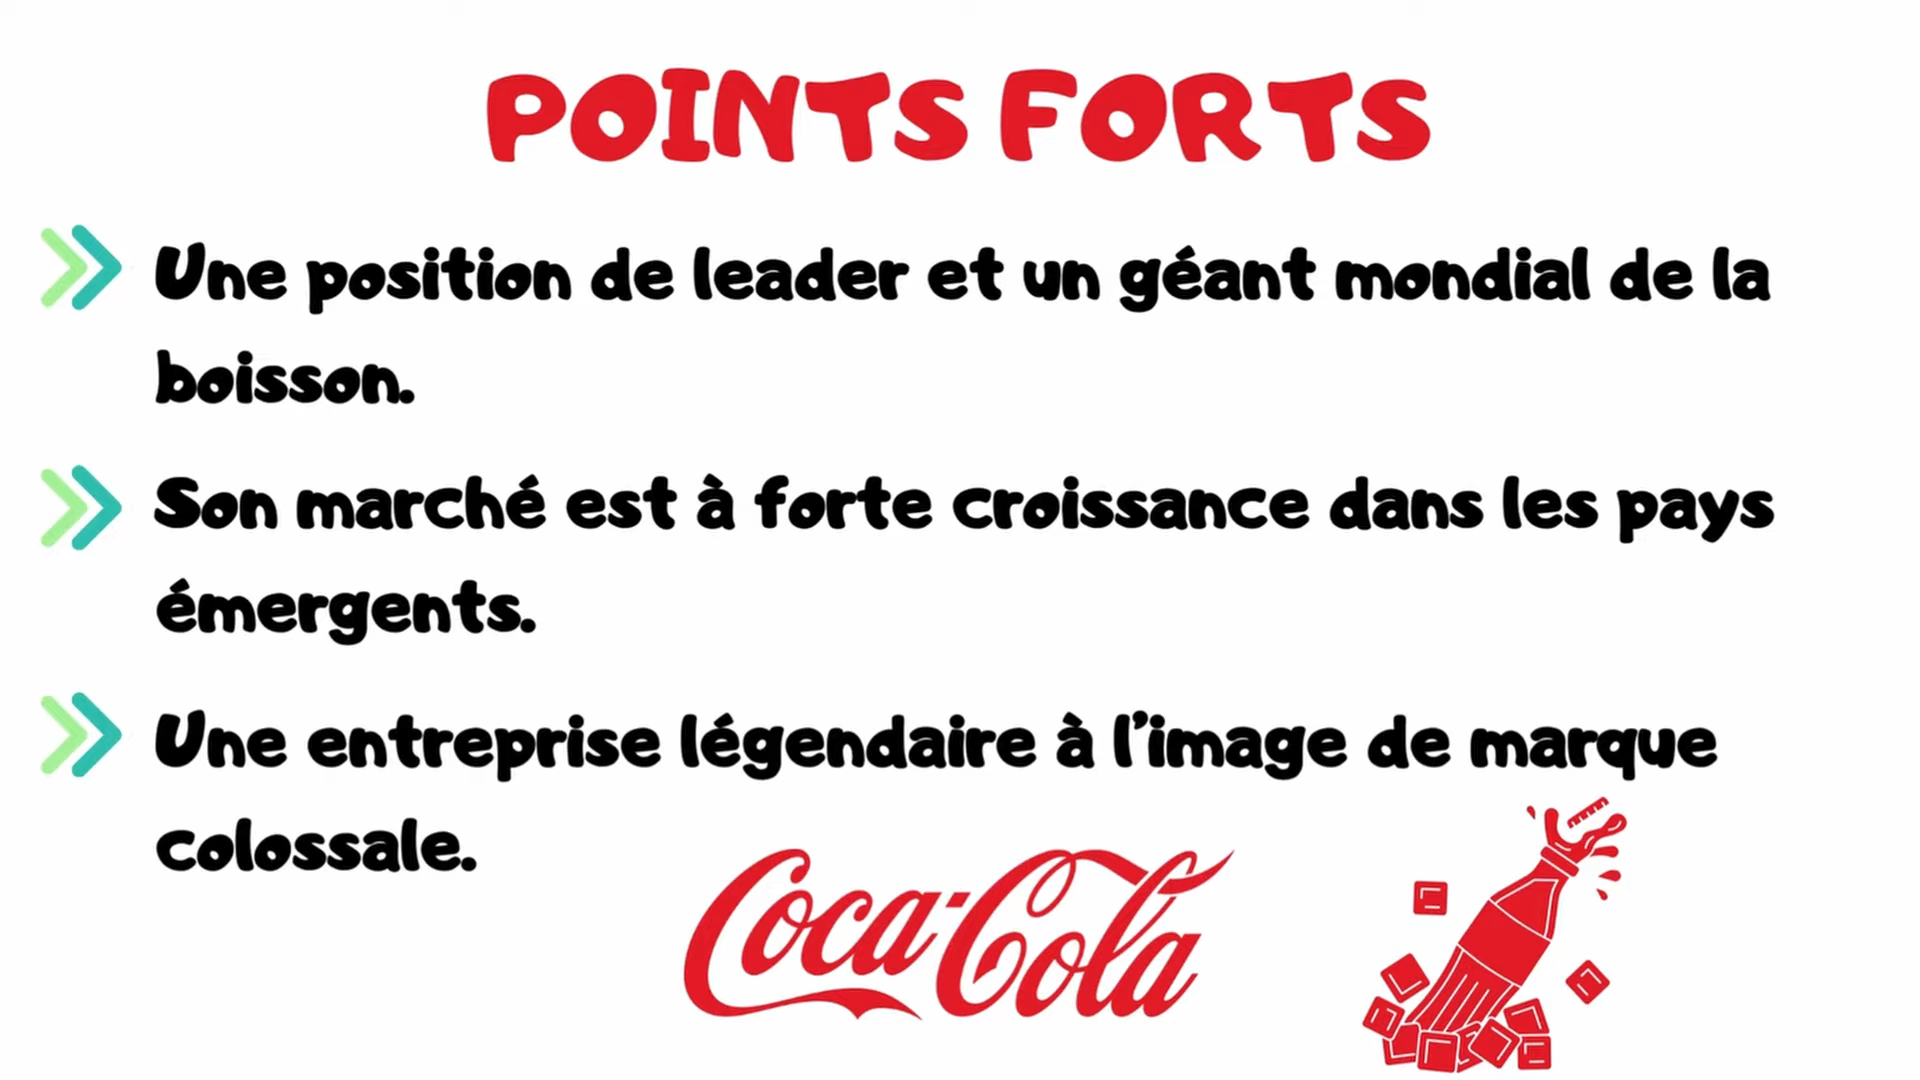 POINTS FORTS
Une position de leader et un géant mondial de la
boisson.
Son marché est à forte croissance dans les pays
émergents.
Une entreprise légendaire à l'image de marque
colossale.
Coca-Cola